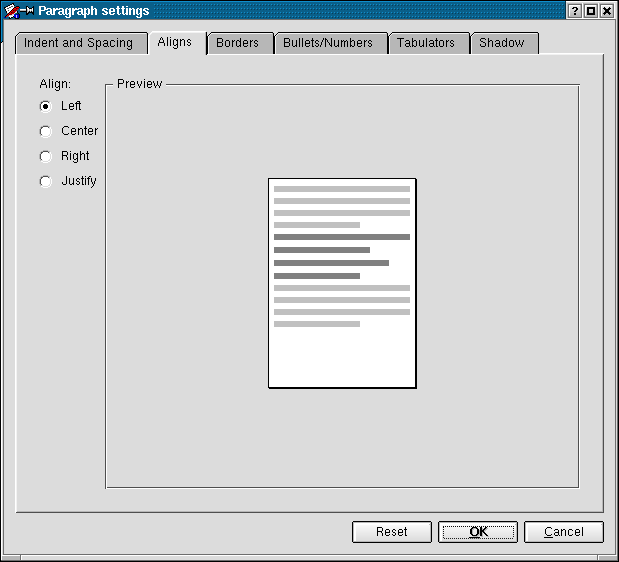 Paragraph settings
Indent and Spacing Aligns Borders Bullets/Numbers Tabulators Shadow
Align: Preview
Left
Center
Right
Justify
Reset OK Cancel